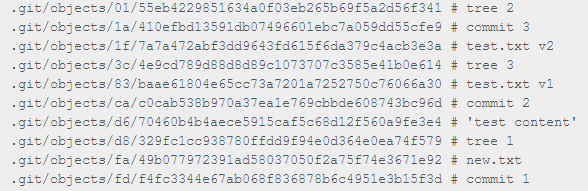 .git/objects/01/55eb4229851634a0f03eb265b69f5a2d56f341 # tree 2
.git/objects/1a/410efbd13591db07496601ebc7a059dd55cfe9 # commit 3
.git/objects/1f/7a7a472abf3dd9643fd615f6da379c4acb3e3a # test.txt v2
.git/objects/3c/4e9cd789d88d8d89c1073707c3585e41b0e614 # tree 3
.git/objects/83/baae61804e65cc73a7201a7252750c76066a30 # test.txt v1
.git/objects/ca/c0cab538b970a37ea1e769cbbde608743bc96d # commit 2
.git/objects/d6/70460b4b4aece5915caf5c68d12f560a9fe3e4 # 'test content'
.git/objects/d8/329fc1cc938780ffdd9f94e0d364e0ea74f579 # tree 1
.git/objects/fa/49b077972391ad58037050f2a75f74e3671e92 # new.txt
.git/objects/fd/f4fc3344e67ab068f836878b6c4951e3b15f3d # commit 1